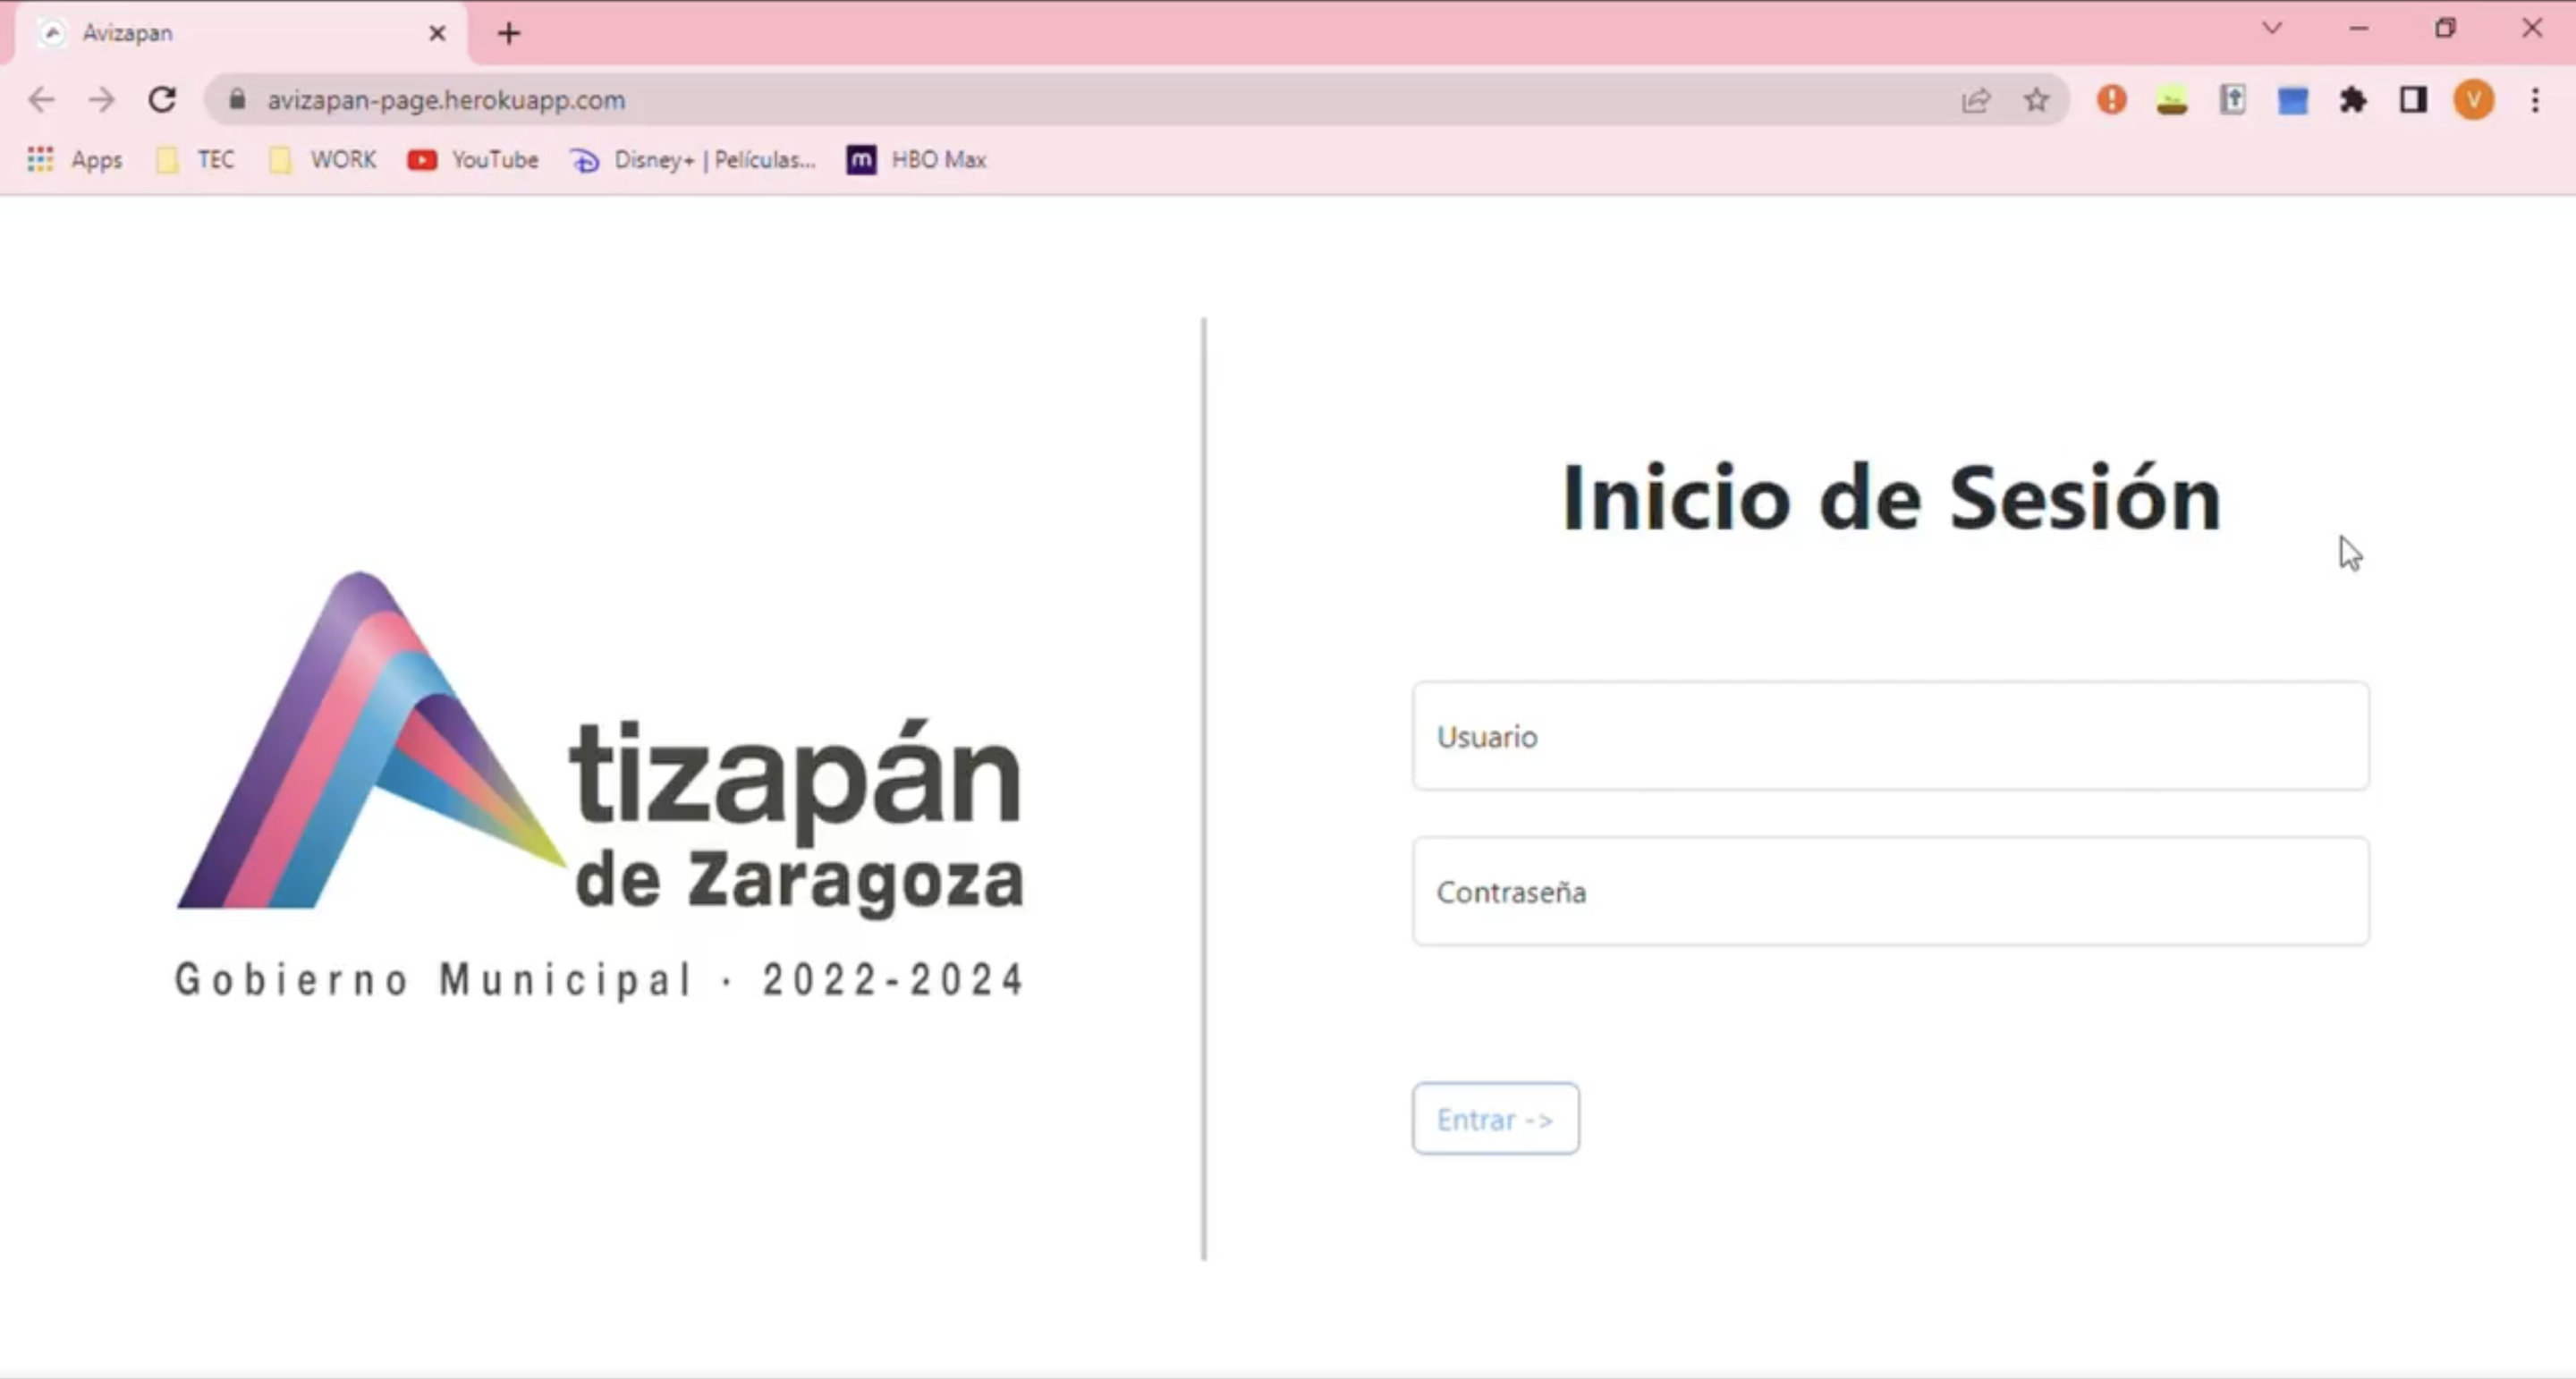 Avizapan
avizapan-page.herokuapp.com
V
Apps TEC WORK YouTube Disney+ | Películas... m HBO Max
Inicio de Sesión
tizapán
de Zaragoza
Gobierno Municipal · 2022-2024
Usuario
Contraseña
Entrar ->